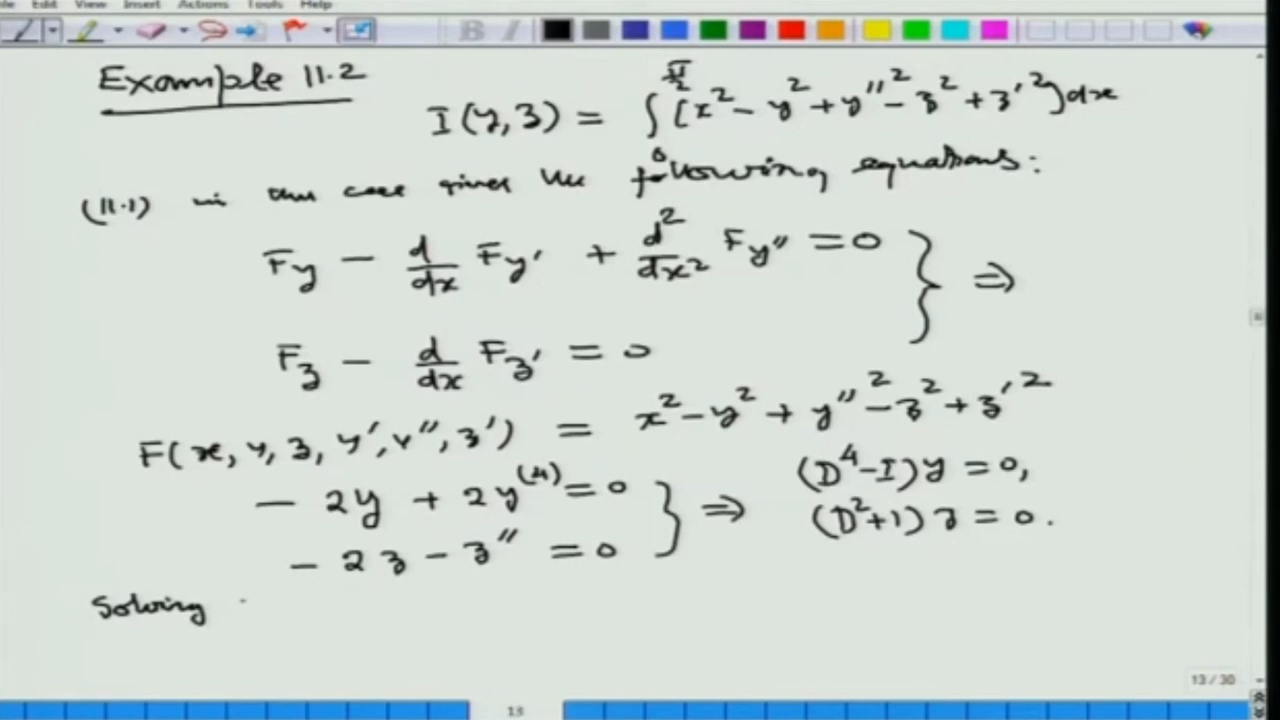 Edit View Insert Actions Tools Help
Example 11.2
I(y,z) = ∫₀^{π/2} [x² - y² + y''² - z² + z'²] dx
(11.1) in this case gives the following equations:
F_y - d/dx F_y' + d²/dx² F_y'' = 0 } ⇒
F_z - d/dx F_z' = 0
F(x, y, z, y', y'', z') = x² - y² + y''² - z² + z'²
- 2y + 2y^(4) = 0 } ⇒ (D⁴-I)y = 0,
- 2z - z'' = 0 (D²+1)z = 0.
Solving
13 / 30
13